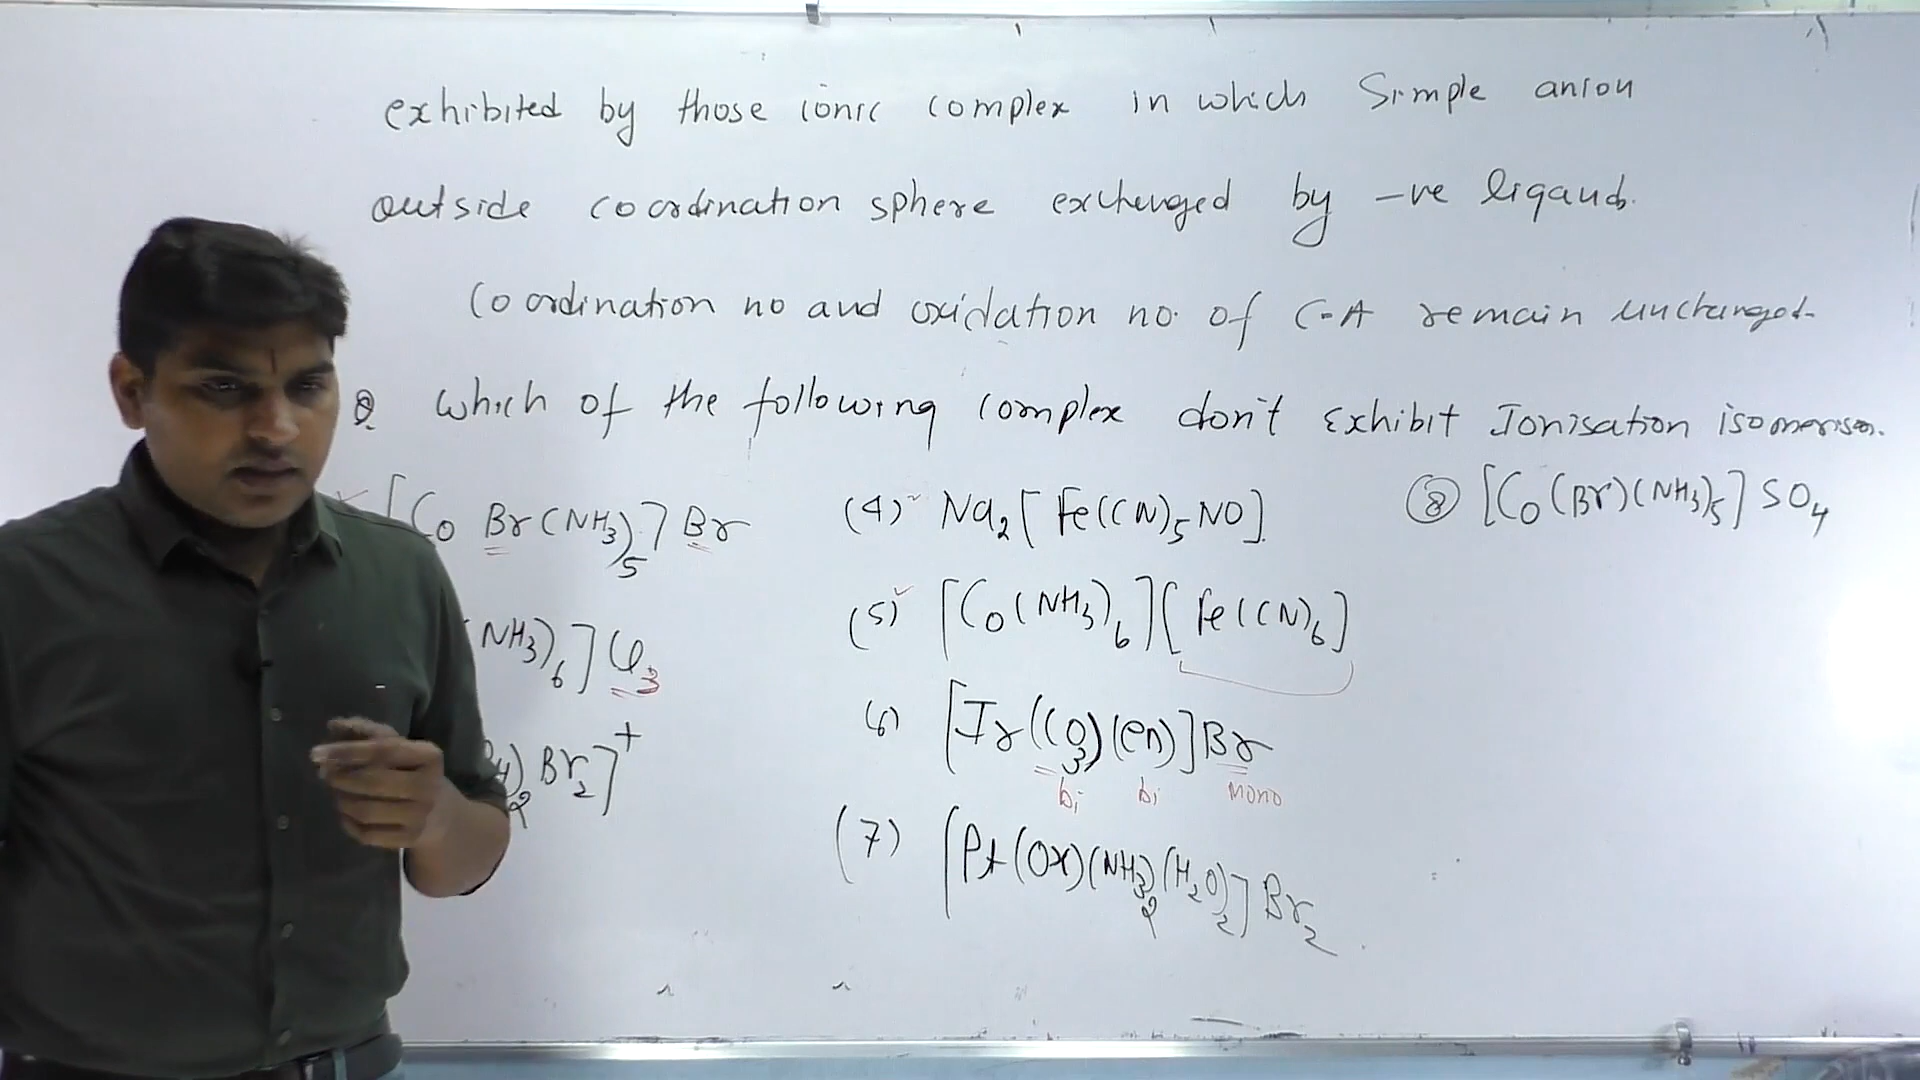 exhibited by those ionic complex in which Simple anion
outside coordination sphere exchanged by -ve ligands.
Coordination no and oxidation no. of C-A remain unchanged.
Q. Which of the following complex don't Exhibit Ionisation isomerism.
[Co Br(NH3)5] Br
NH3)6] Cl3
)2 Br2]+
(4) Na2[Fe(CN)5NO]
(5) [Co(NH3)6][Fe(CN)6]
(6) [Ir(CO3)(en)]Br
bi bi mono
(7) [Pt(Ox)(NH3)2(H2O)2]Br2
(8) [Co(Br)(NH3)5] SO4